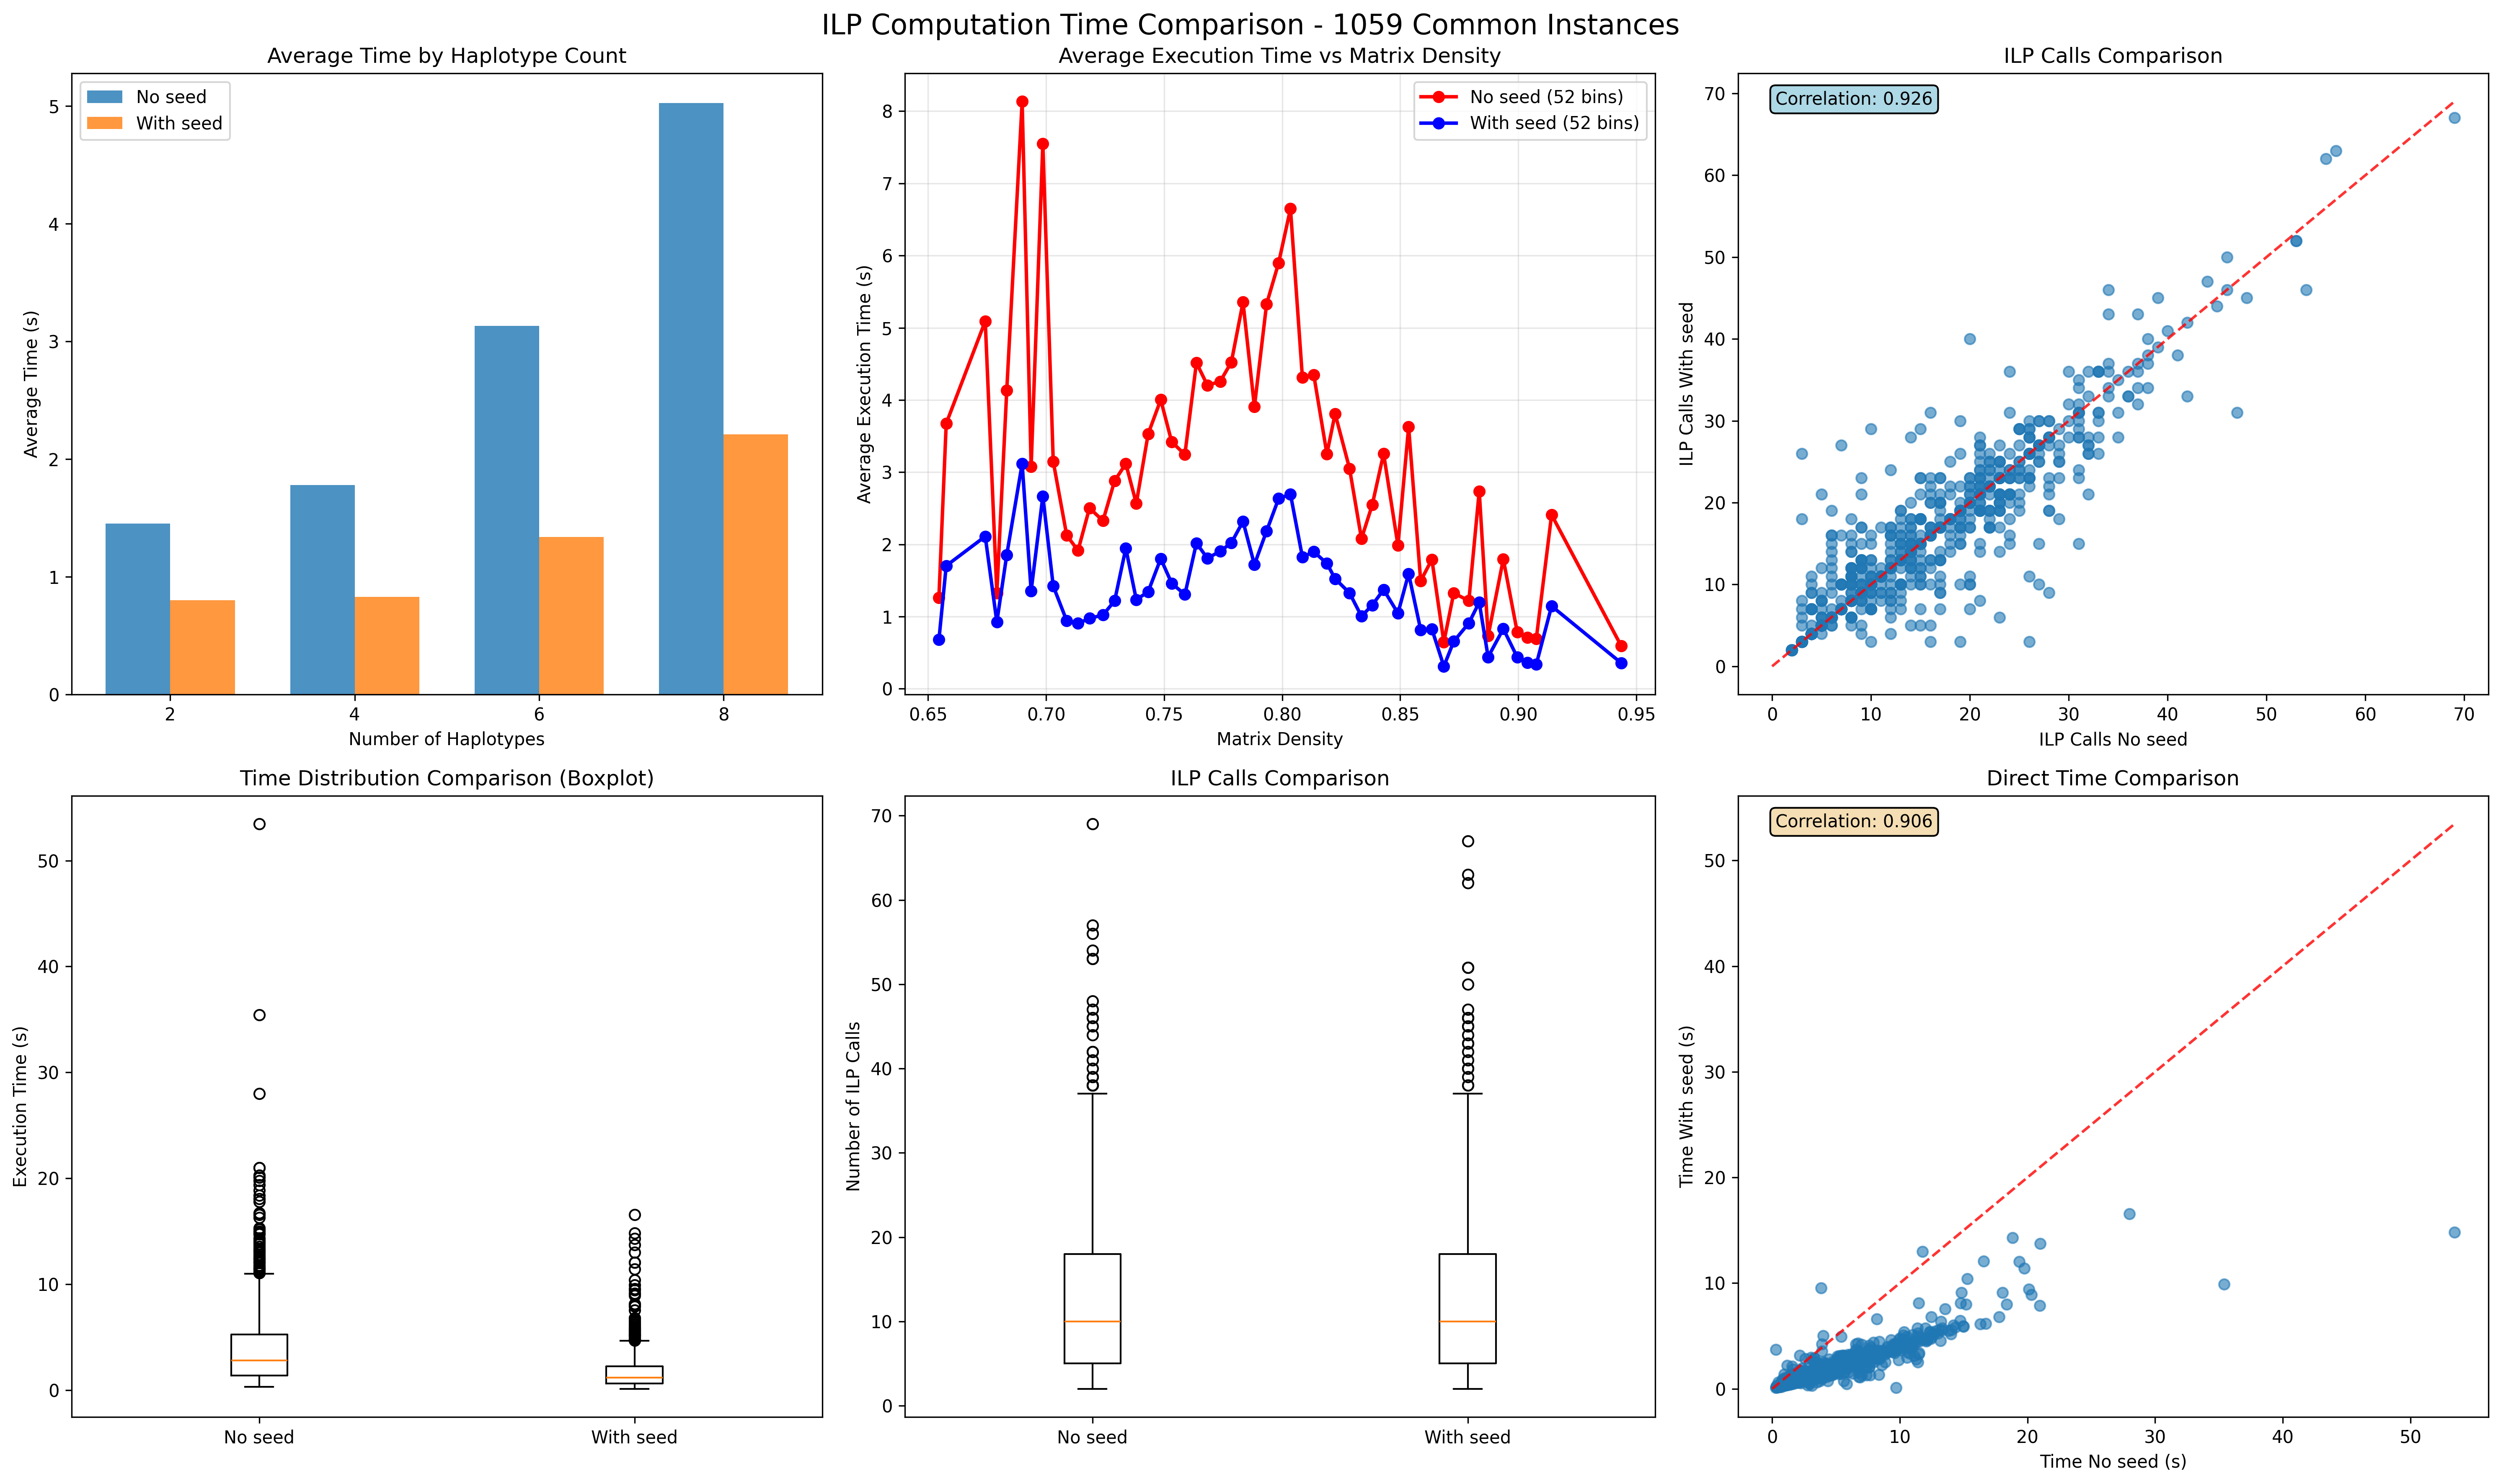 ILP Computation Time Comparison - 1059 Common Instances
Average Time by Haplotype Count
No seed
With seed
Average Time (s)
5
4
3
2
1
0
2 4 6 8
Number of Haplotypes
Average Execution Time vs Matrix Density
No seed (52 bins)
With seed (52 bins)
Average Execution Time (s)
8
7
6
5
4
3
2
1
0
0.65 0.70 0.75 0.80 0.85 0.90 0.95
Matrix Density
ILP Calls Comparison
Correlation: 0.926
ILP Calls With seed
70
60
50
40
30
20
10
0
0 10 20 30 40 50 60 70
ILP Calls No seed
Time Distribution Comparison (Boxplot)
Execution Time (s)
50
40
30
20
10
0
No seed With seed
ILP Calls Comparison
Number of ILP Calls
70
60
50
40
30
20
10
0
No seed With seed
Direct Time Comparison
Correlation: 0.906
Time With seed (s)
50
40
30
20
10
0
0 10 20 30 40 50
Time No seed (s)